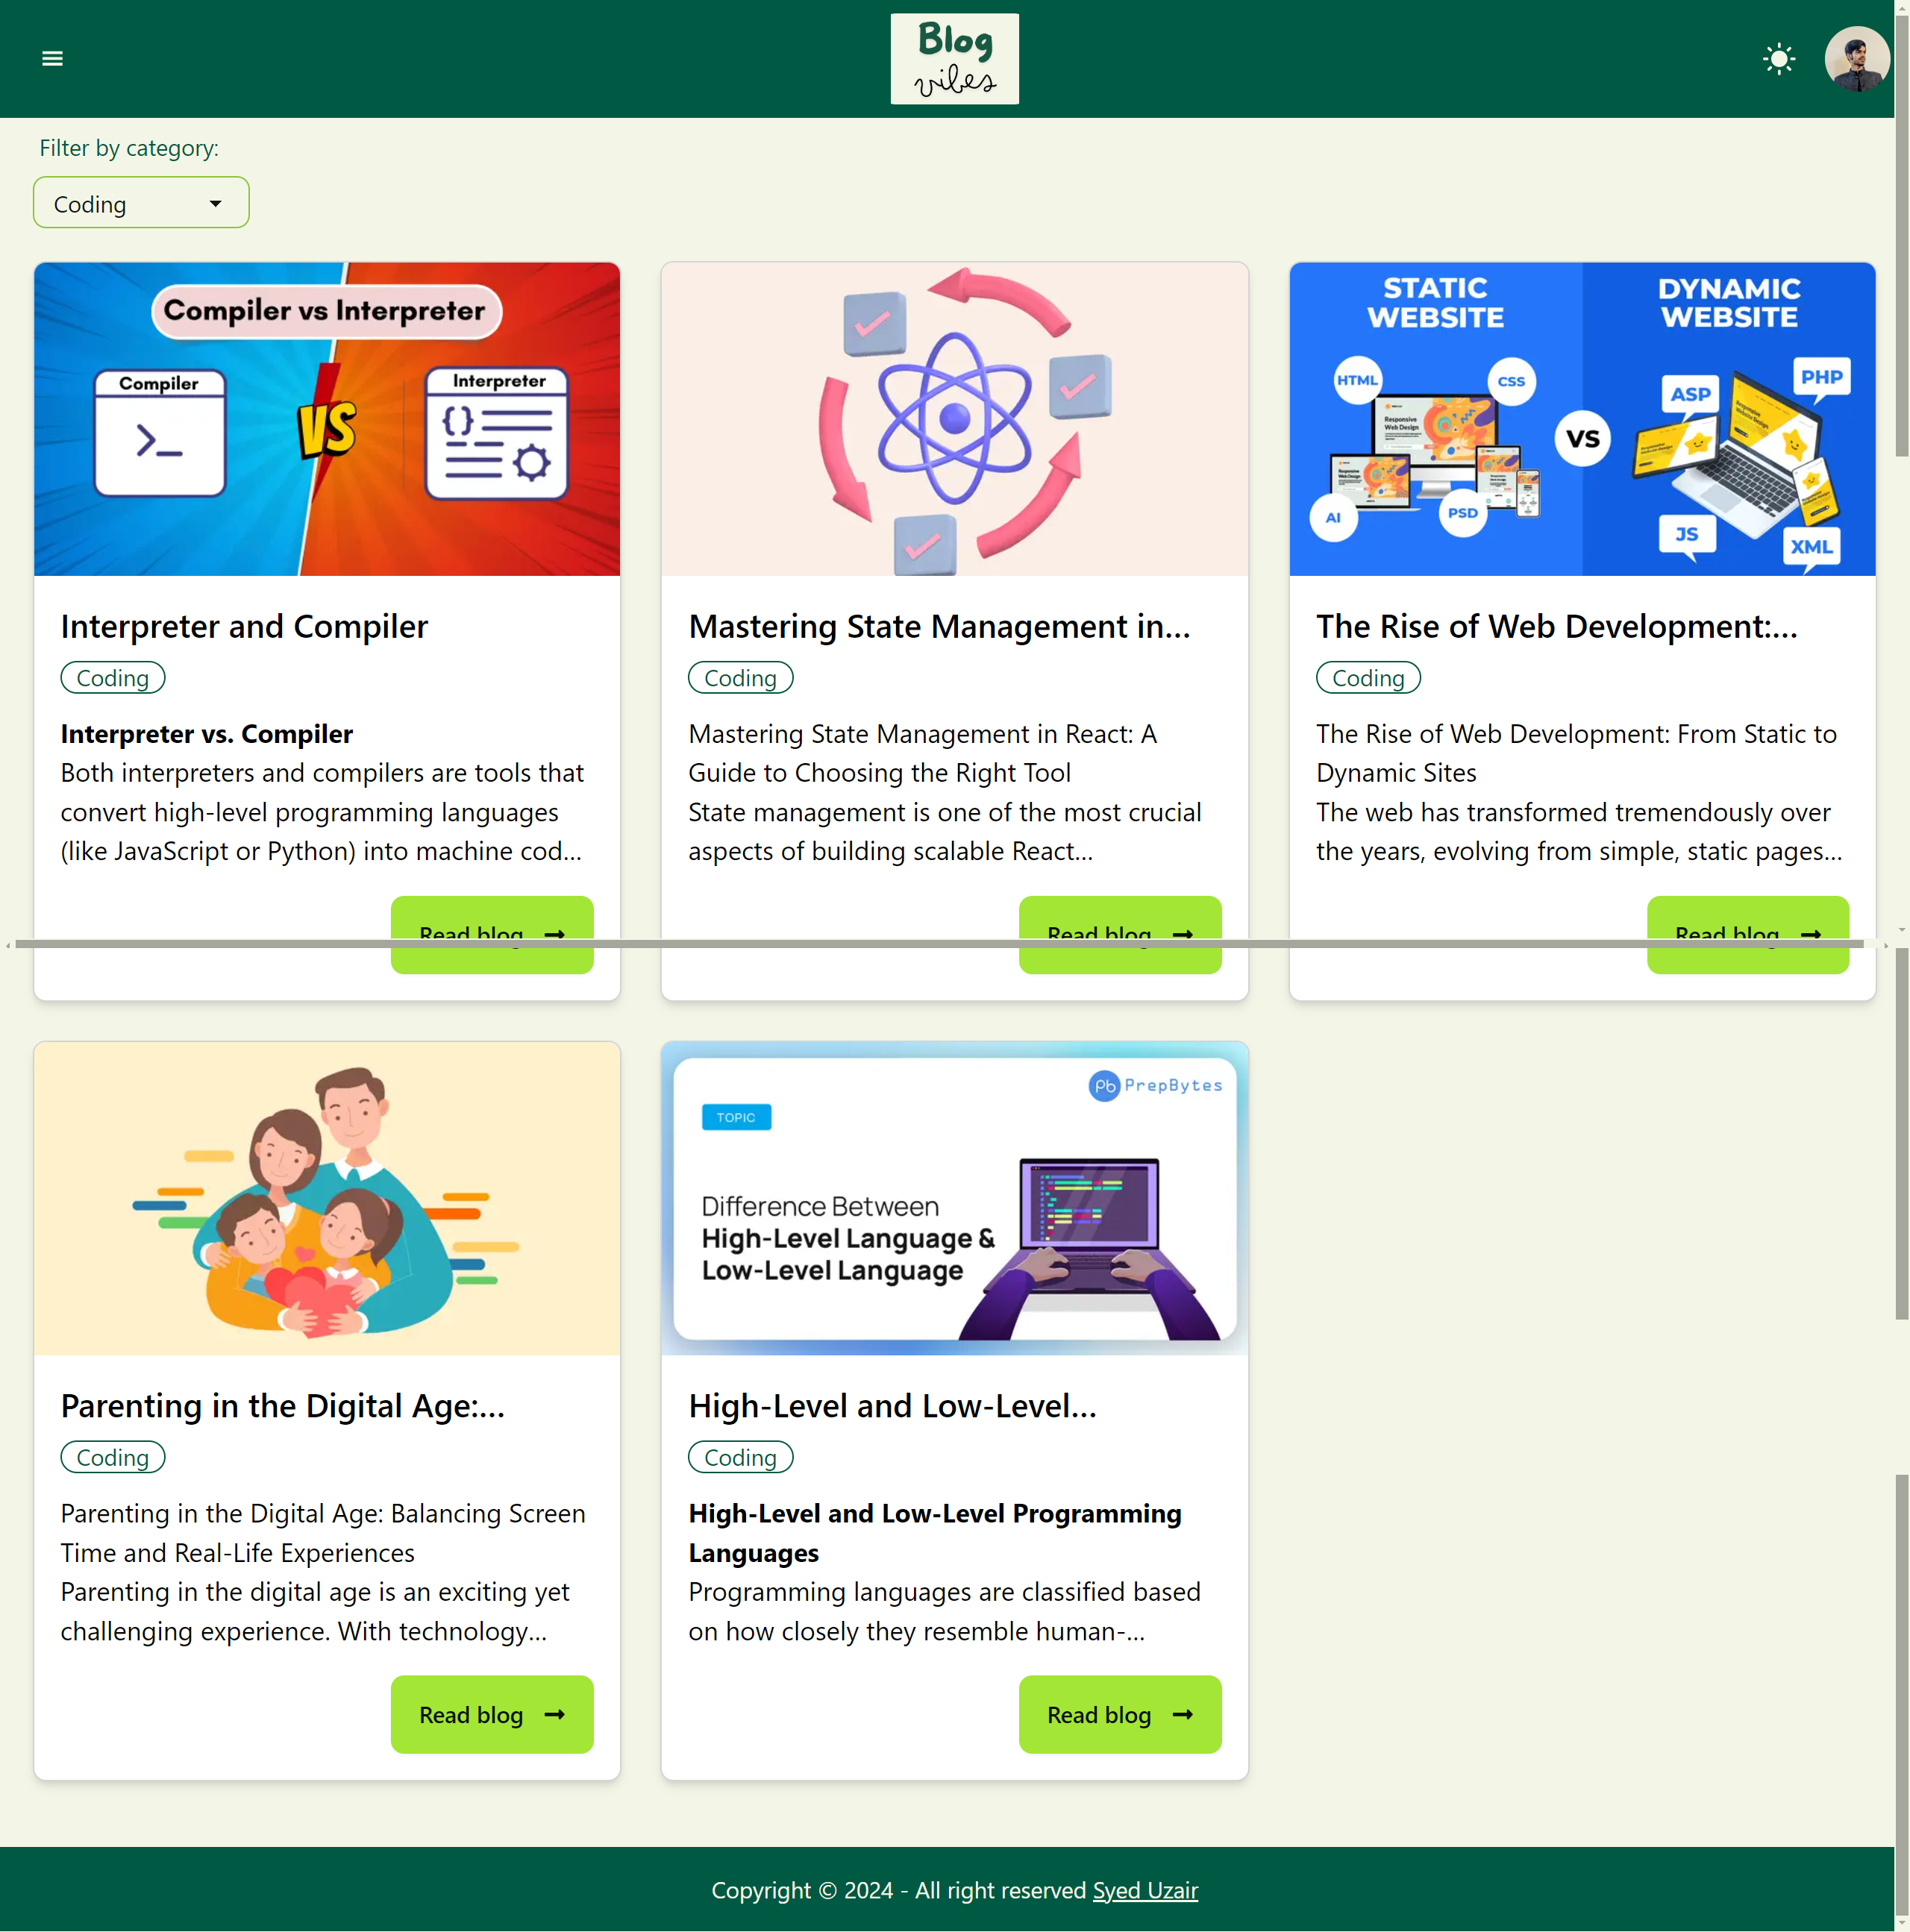 Blog
vibes
Filter by category:
Coding
Compiler vs Interpreter
Compiler
VS
Interpreter
Interpreter and Compiler
Coding
Interpreter vs. Compiler
Both interpreters and compilers are tools that
convert high-level programming languages
(like JavaScript or Python) into machine cod...
Read blog
Mastering State Management in...
Coding
Mastering State Management in React: A
Guide to Choosing the Right Tool
State management is one of the most crucial
aspects of building scalable React...
Read blog
STATIC
WEBSITE
HTML
CSS
Responsive
Web Design
AI
PSD
VS
DYNAMIC
WEBSITE
ASP
PHP
JS
XML
The Rise of Web Development:...
Coding
The Rise of Web Development: From Static to
Dynamic Sites
The web has transformed tremendously over
the years, evolving from simple, static pages...
Read blog
Parenting in the Digital Age:...
Coding
Parenting in the Digital Age: Balancing Screen
Time and Real-Life Experiences
Parenting in the digital age is an exciting yet
challenging experience. With technology...
Read blog
Pb PrepBytes
TOPIC
Difference Between
High-Level Language &
Low-Level Language
High-Level and Low-Level...
Coding
High-Level and Low-Level Programming
Languages
Programming languages are classified based
on how closely they resemble human-...
Read blog
Copyright © 2024 - All right reserved Syed Uzair